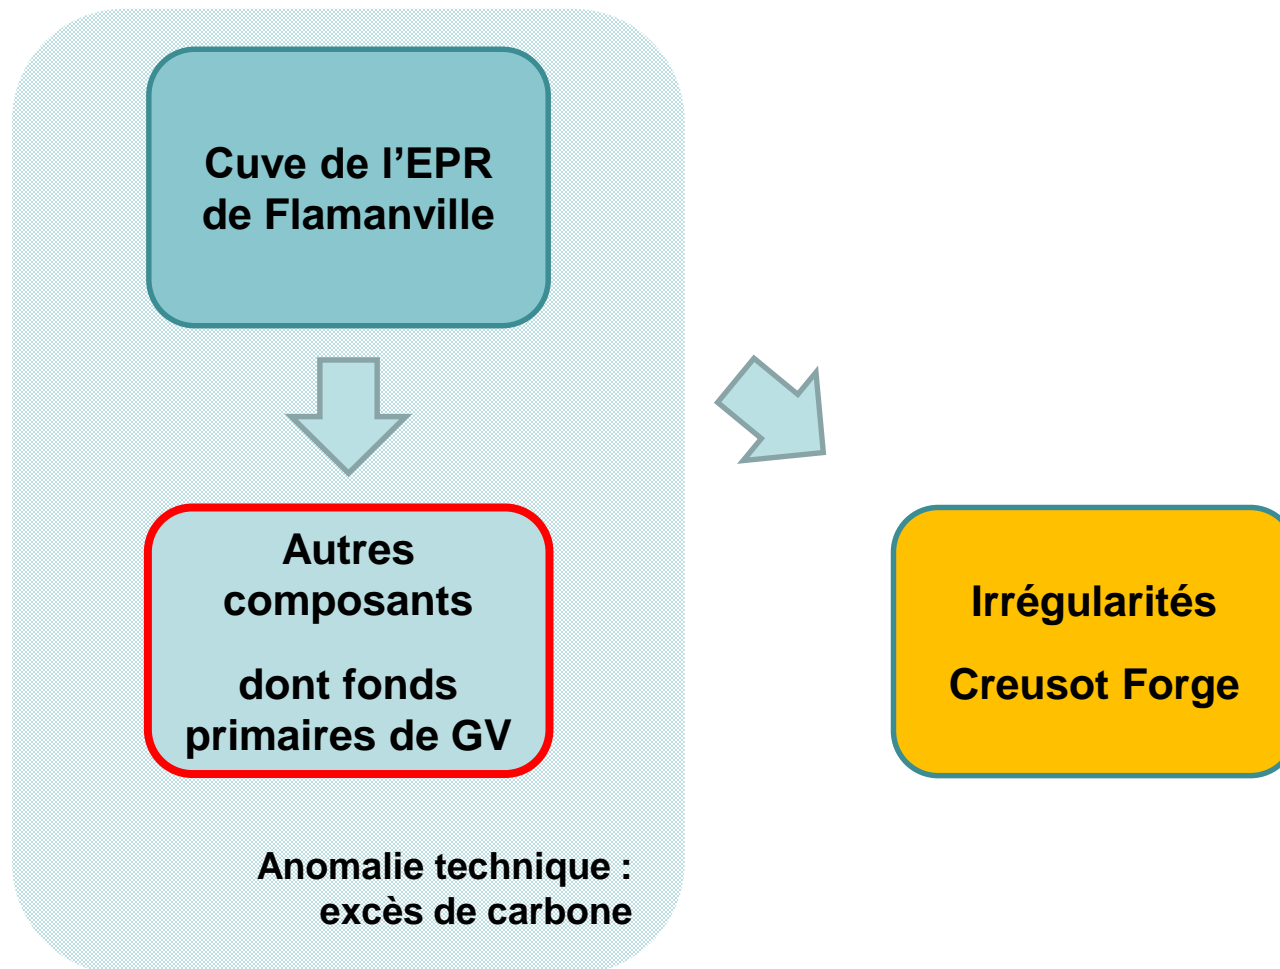 Cuve de l’EPR
de Flamanville
Autres
composants
dont fonds
primaires de GV
Anomalie technique :
excès de carbone
Irrégularités
Creusot Forge